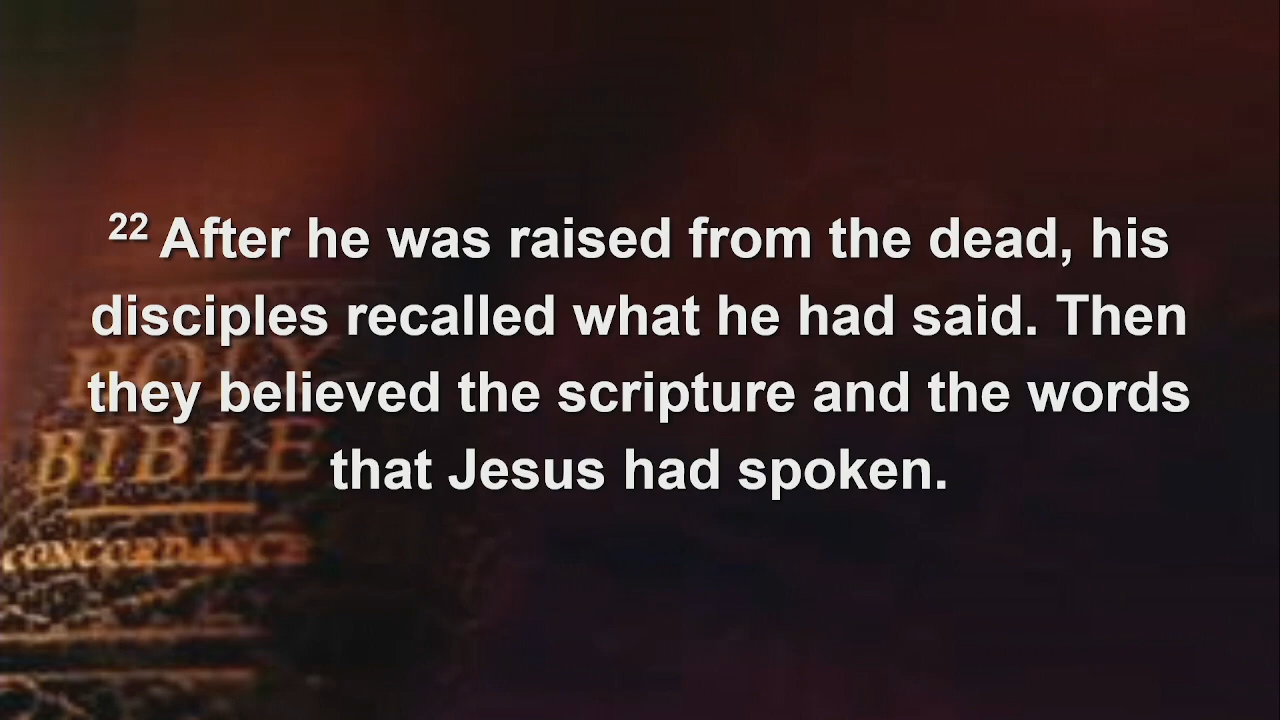 22 After he was raised from the dead, his
disciples recalled what he had said. Then
they believed the scripture and the words
that Jesus had spoken.
HOLY
BIBLE
CONCORDANCE